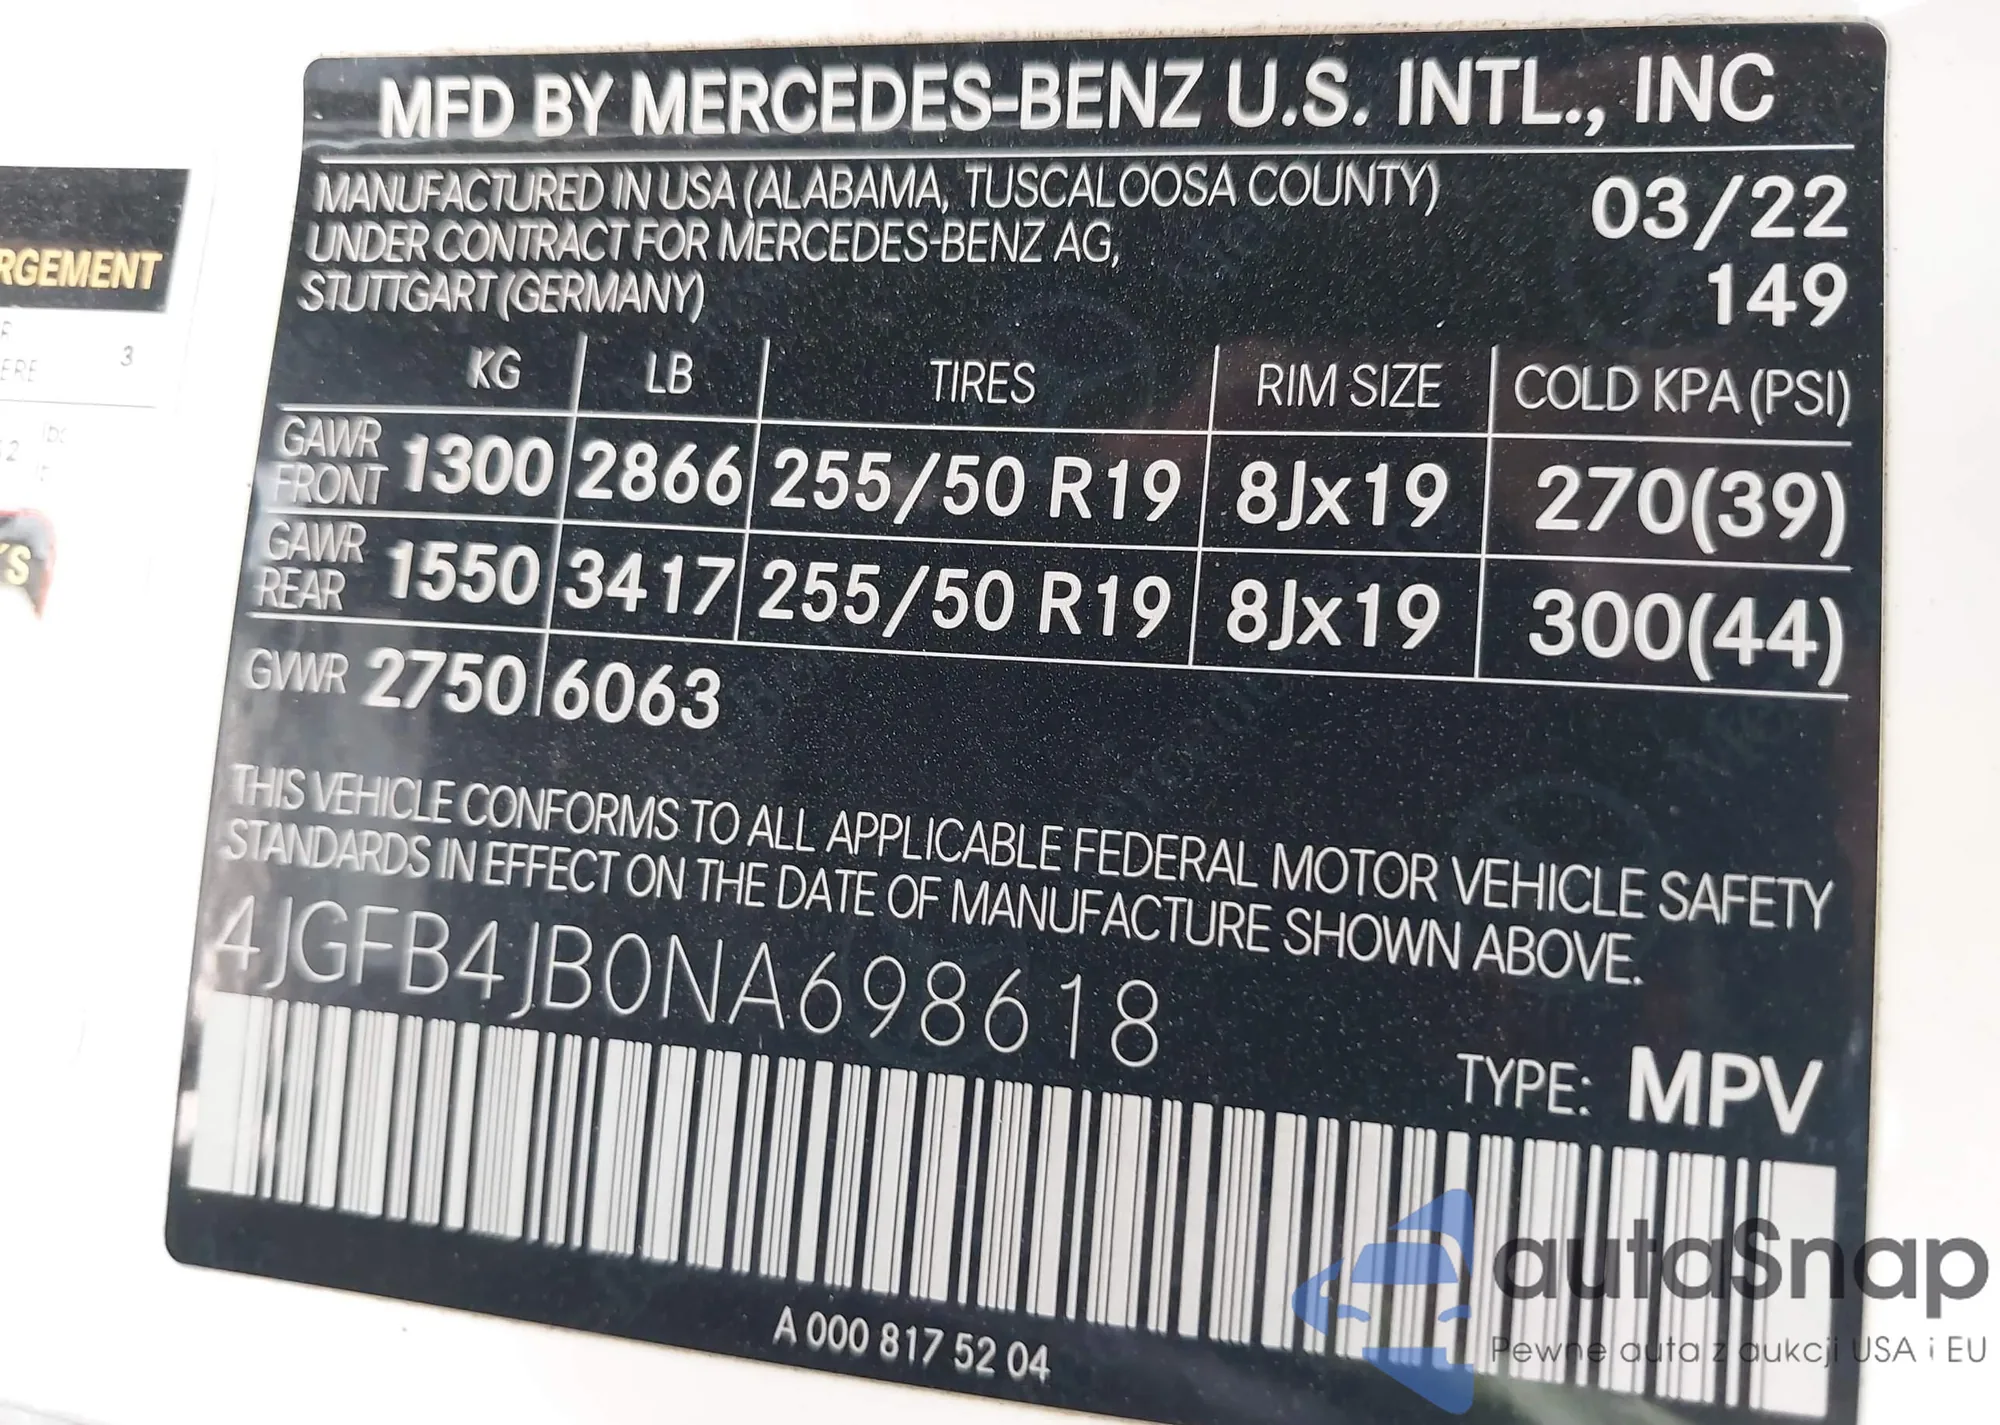 MFD BY MERCEDES-BENZ U.S. INTL., INC
MANUFACTURED IN USA (ALABAMA, TUSCALOOSA COUNTY)
UNDER CONTRACT FOR MERCEDES-BENZ AG,
STUTTGART (GERMANY)
03/22
149
KG LB TIRES RIM SIZE COLD KPA (PSI)
GAWR FRONT 1300 2866 255/50 R19 8Jx19 270(39)
GAWR REAR 1550 3417 255/50 R19 8Jx19 300(44)
GVWR 2750 6063
THIS VEHICLE CONFORMS TO ALL APPLICABLE FEDERAL MOTOR VEHICLE SAFETY
STANDARDS IN EFFECT ON THE DATE OF MANUFACTURE SHOWN ABOVE.
4JGFB4JB0NA698618
TYPE: MPV
A 000 817 52 04
RGEMENT
ERE 3
autaSnap
Pewne auta z aukcji USA i EU